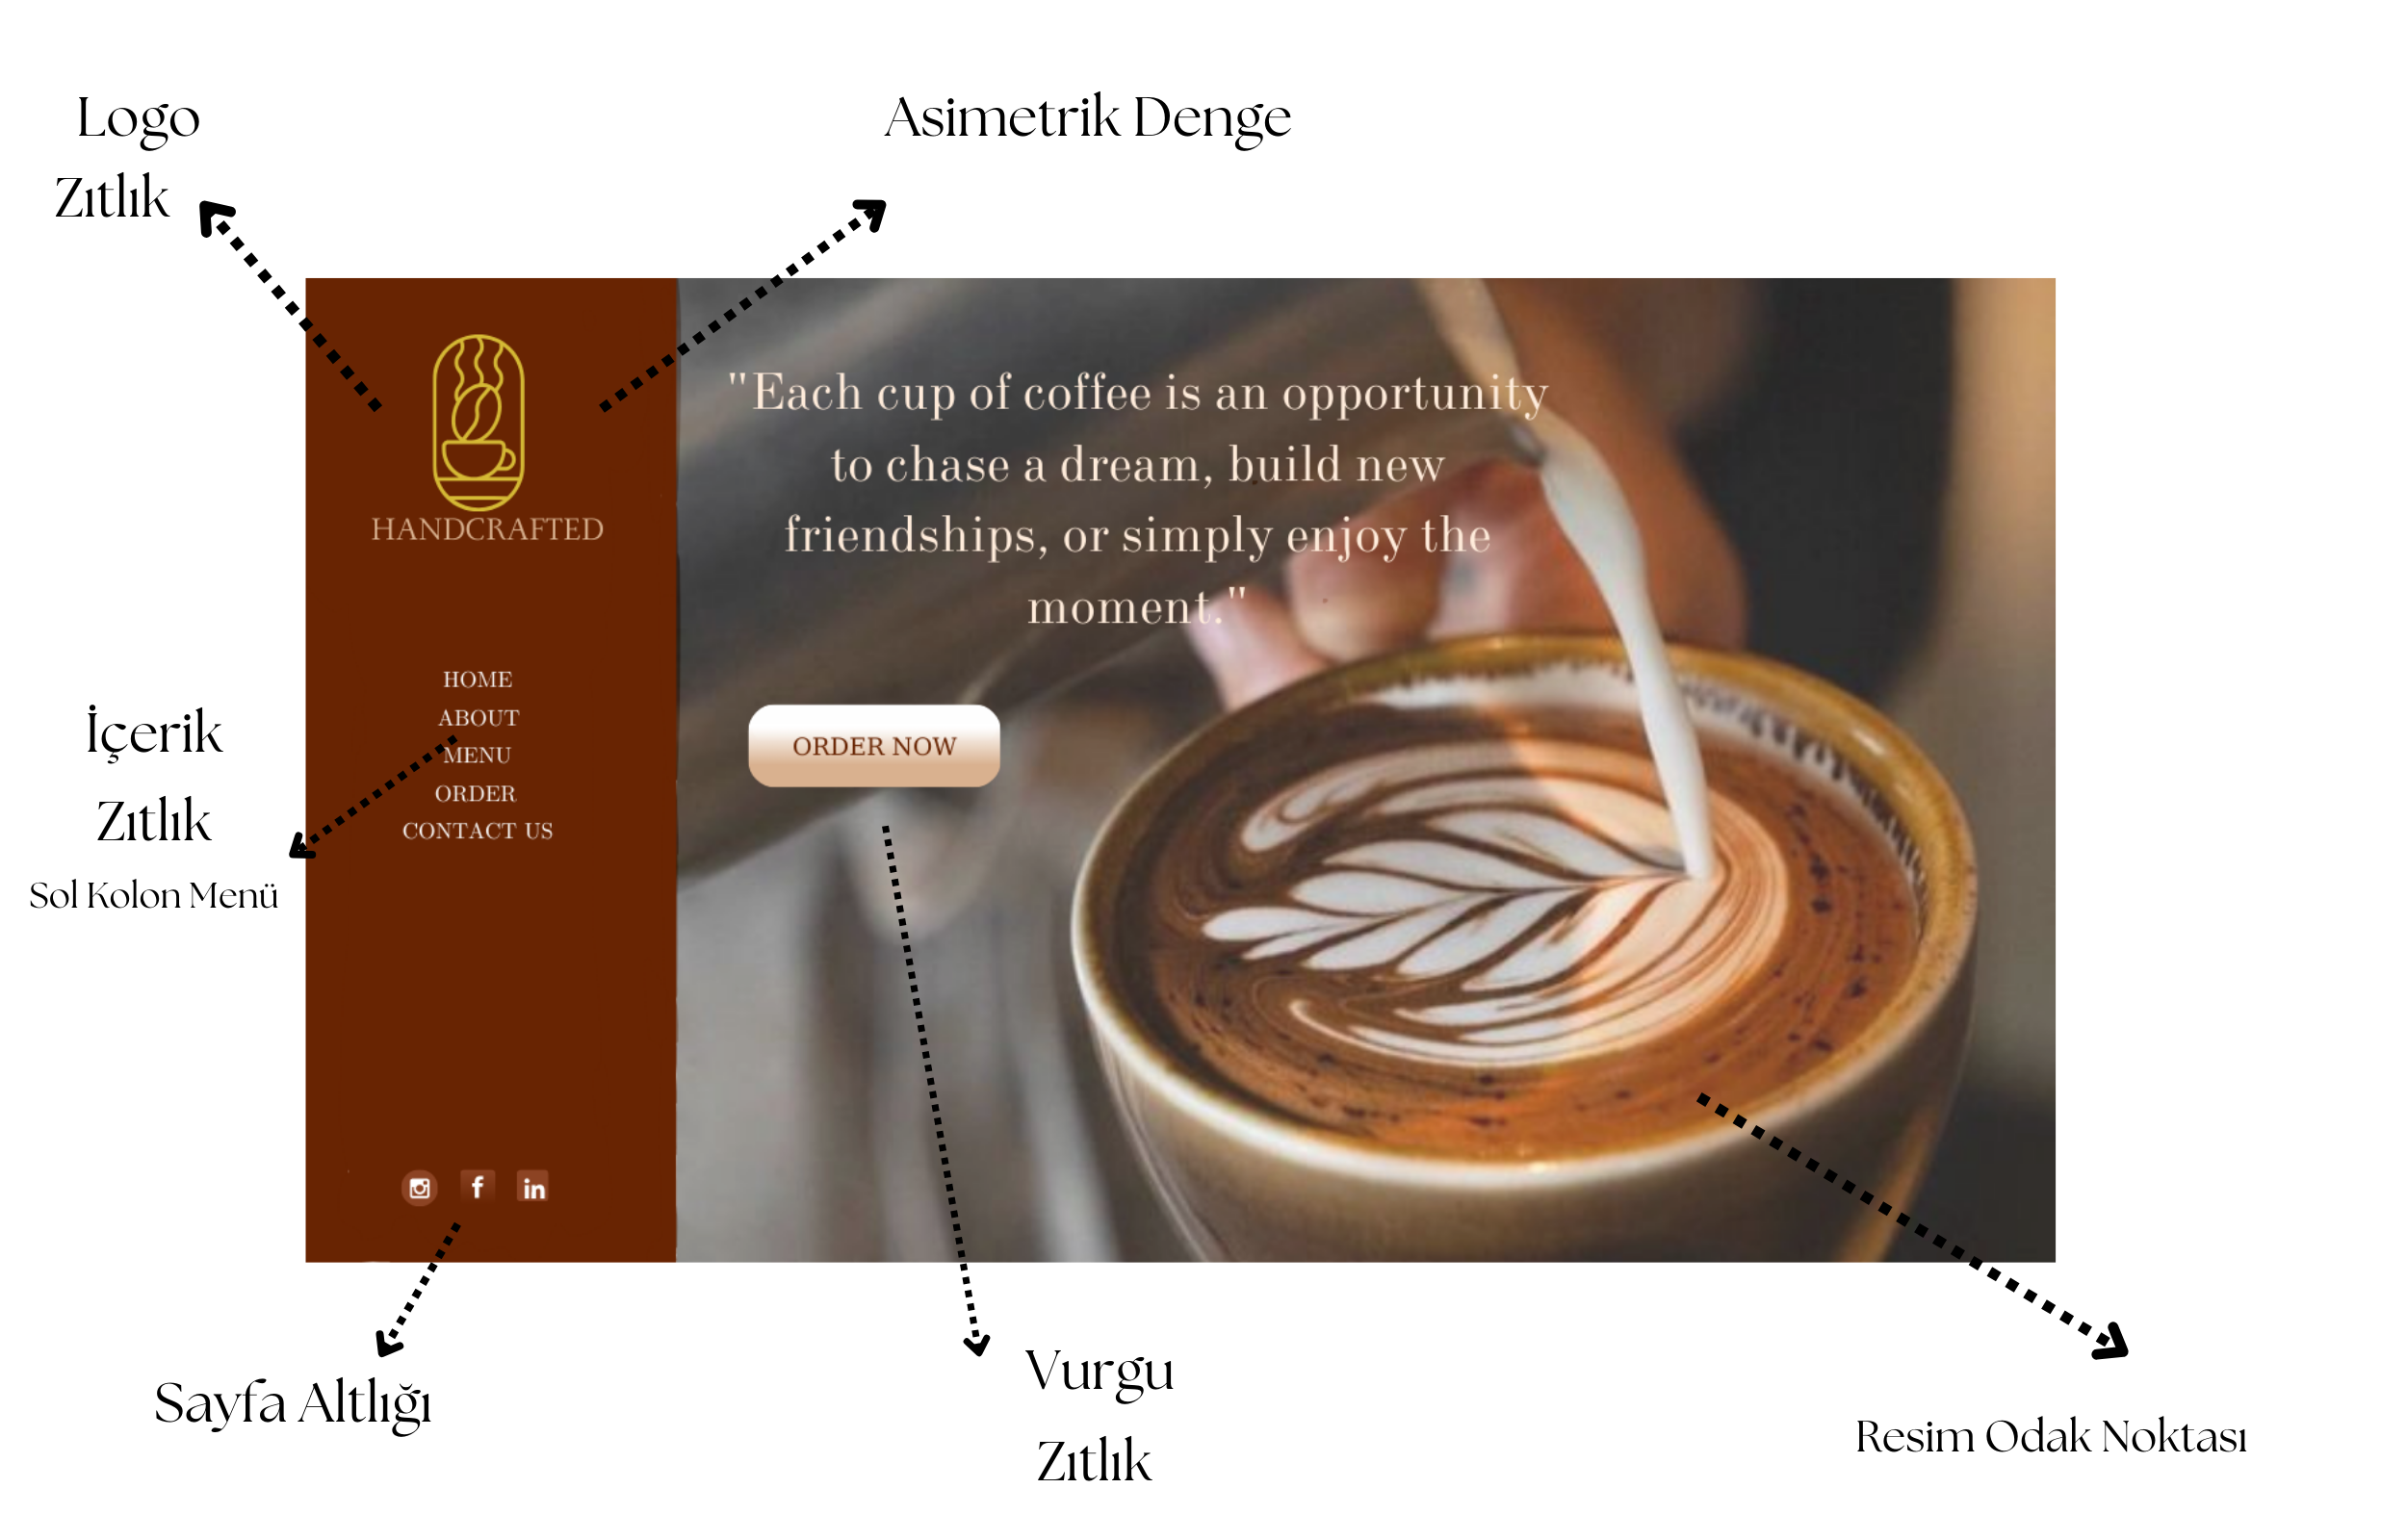 Logo
Zıtlık
Asimetrik Denge
HANDCRAFTED
"Each cup of coffee is an opportunity
to chase a dream, build new
friendships, or simply enjoy the
moment."
HOME
ABOUT
MENU
ORDER
CONTACT US
ORDER NOW
İçerik
Zıtlık
Sol Kolon Menü
f
in
Sayfa Altlığı
Vurgu
Zıtlık
Resim Odak Noktası